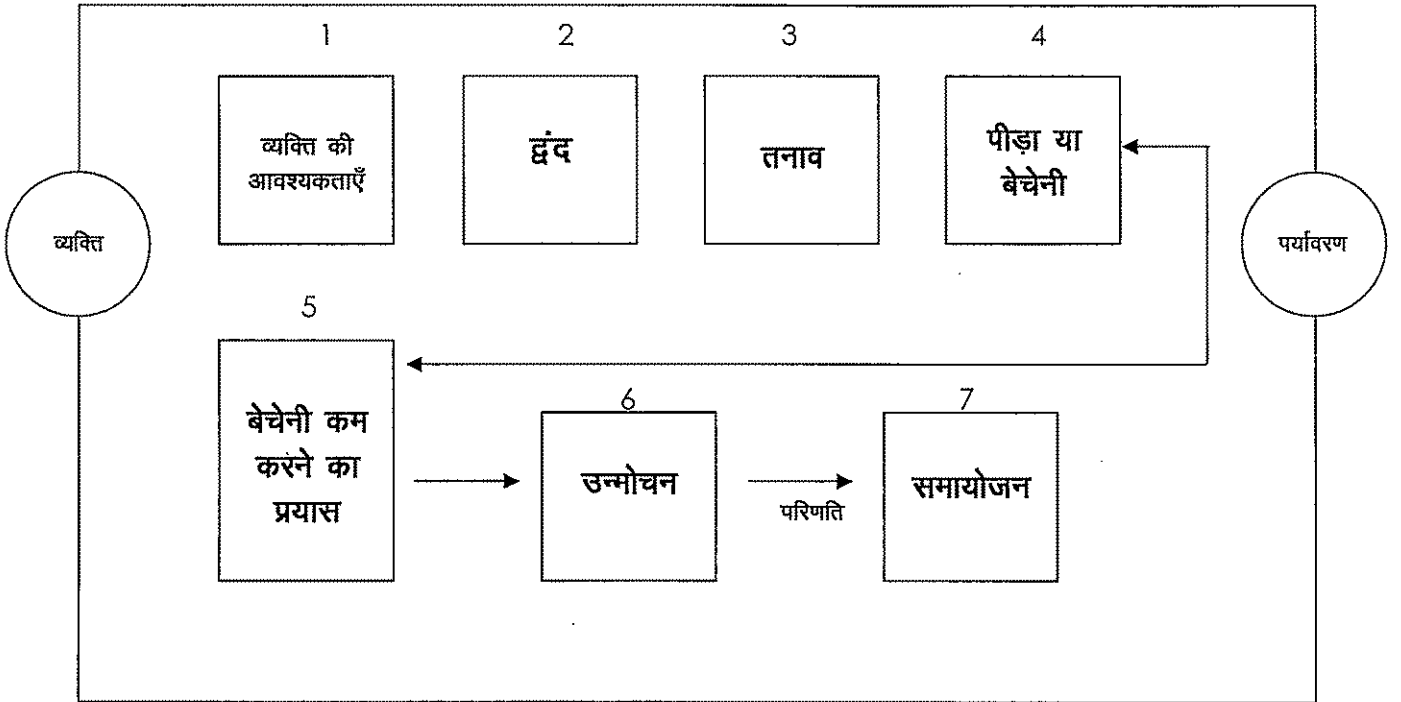 1
2
3
4
व्यक्ति की
आवश्यकताएँ
द्वंद
तनाव
पीड़ा या
बेचेनी
व्यक्ति
पर्यावरण
5
बेचेनी कम
करने का
प्रयास
6
उन्मोचन
परिणति
7
समायोजन